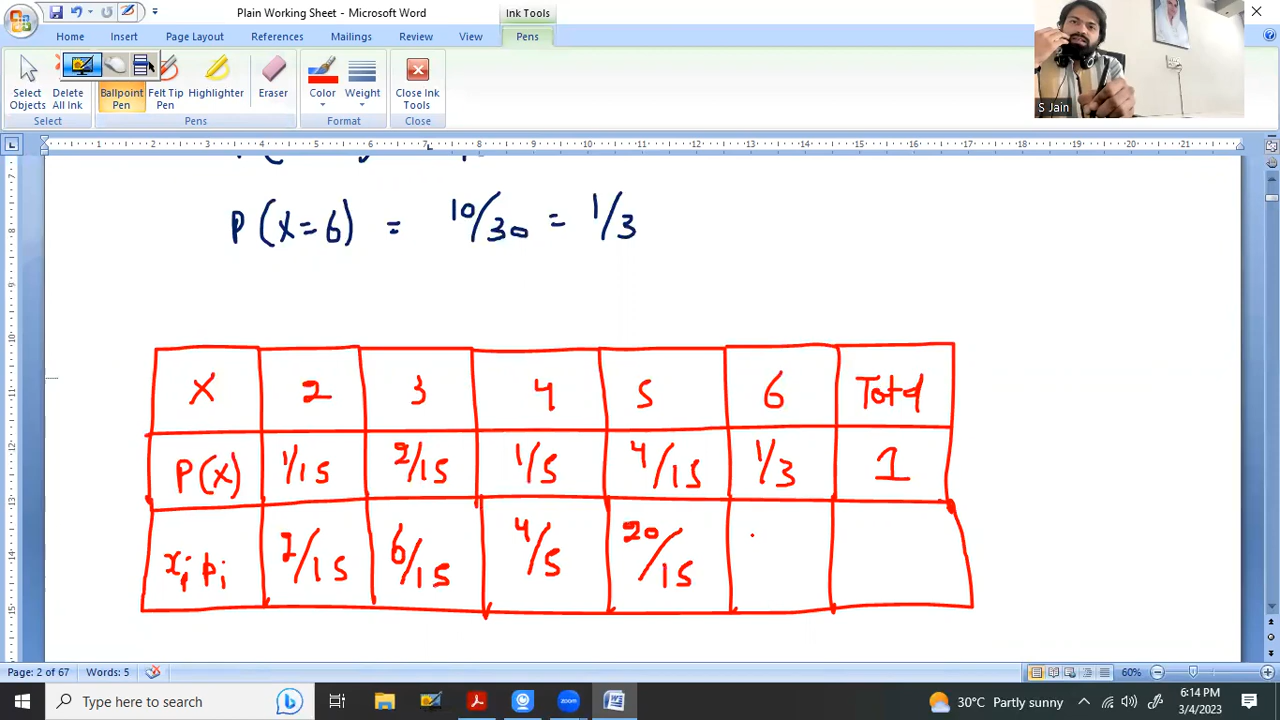 Plain Working Sheet - Microsoft Word
Ink Tools
Home Insert Page Layout References Mailings Review View Pens
Select Objects
Delete All Ink
Ballpoint Pen
Felt Tip Pen
Highlighter
Eraser
Color
Weight
Close Ink Tools
Select Pens Format Close
S Jain
P(X=6) = 10/30 = 1/3
X 2 3 4 5 6 Total
P(X) 1/15 2/15 1/5 4/15 1/3 1
xi pi 2/15 6/15 4/5 20/15
Page: 2 of 67 Words: 5 60%
Type here to search
30°C Partly sunny
6:14 PM
3/4/2023